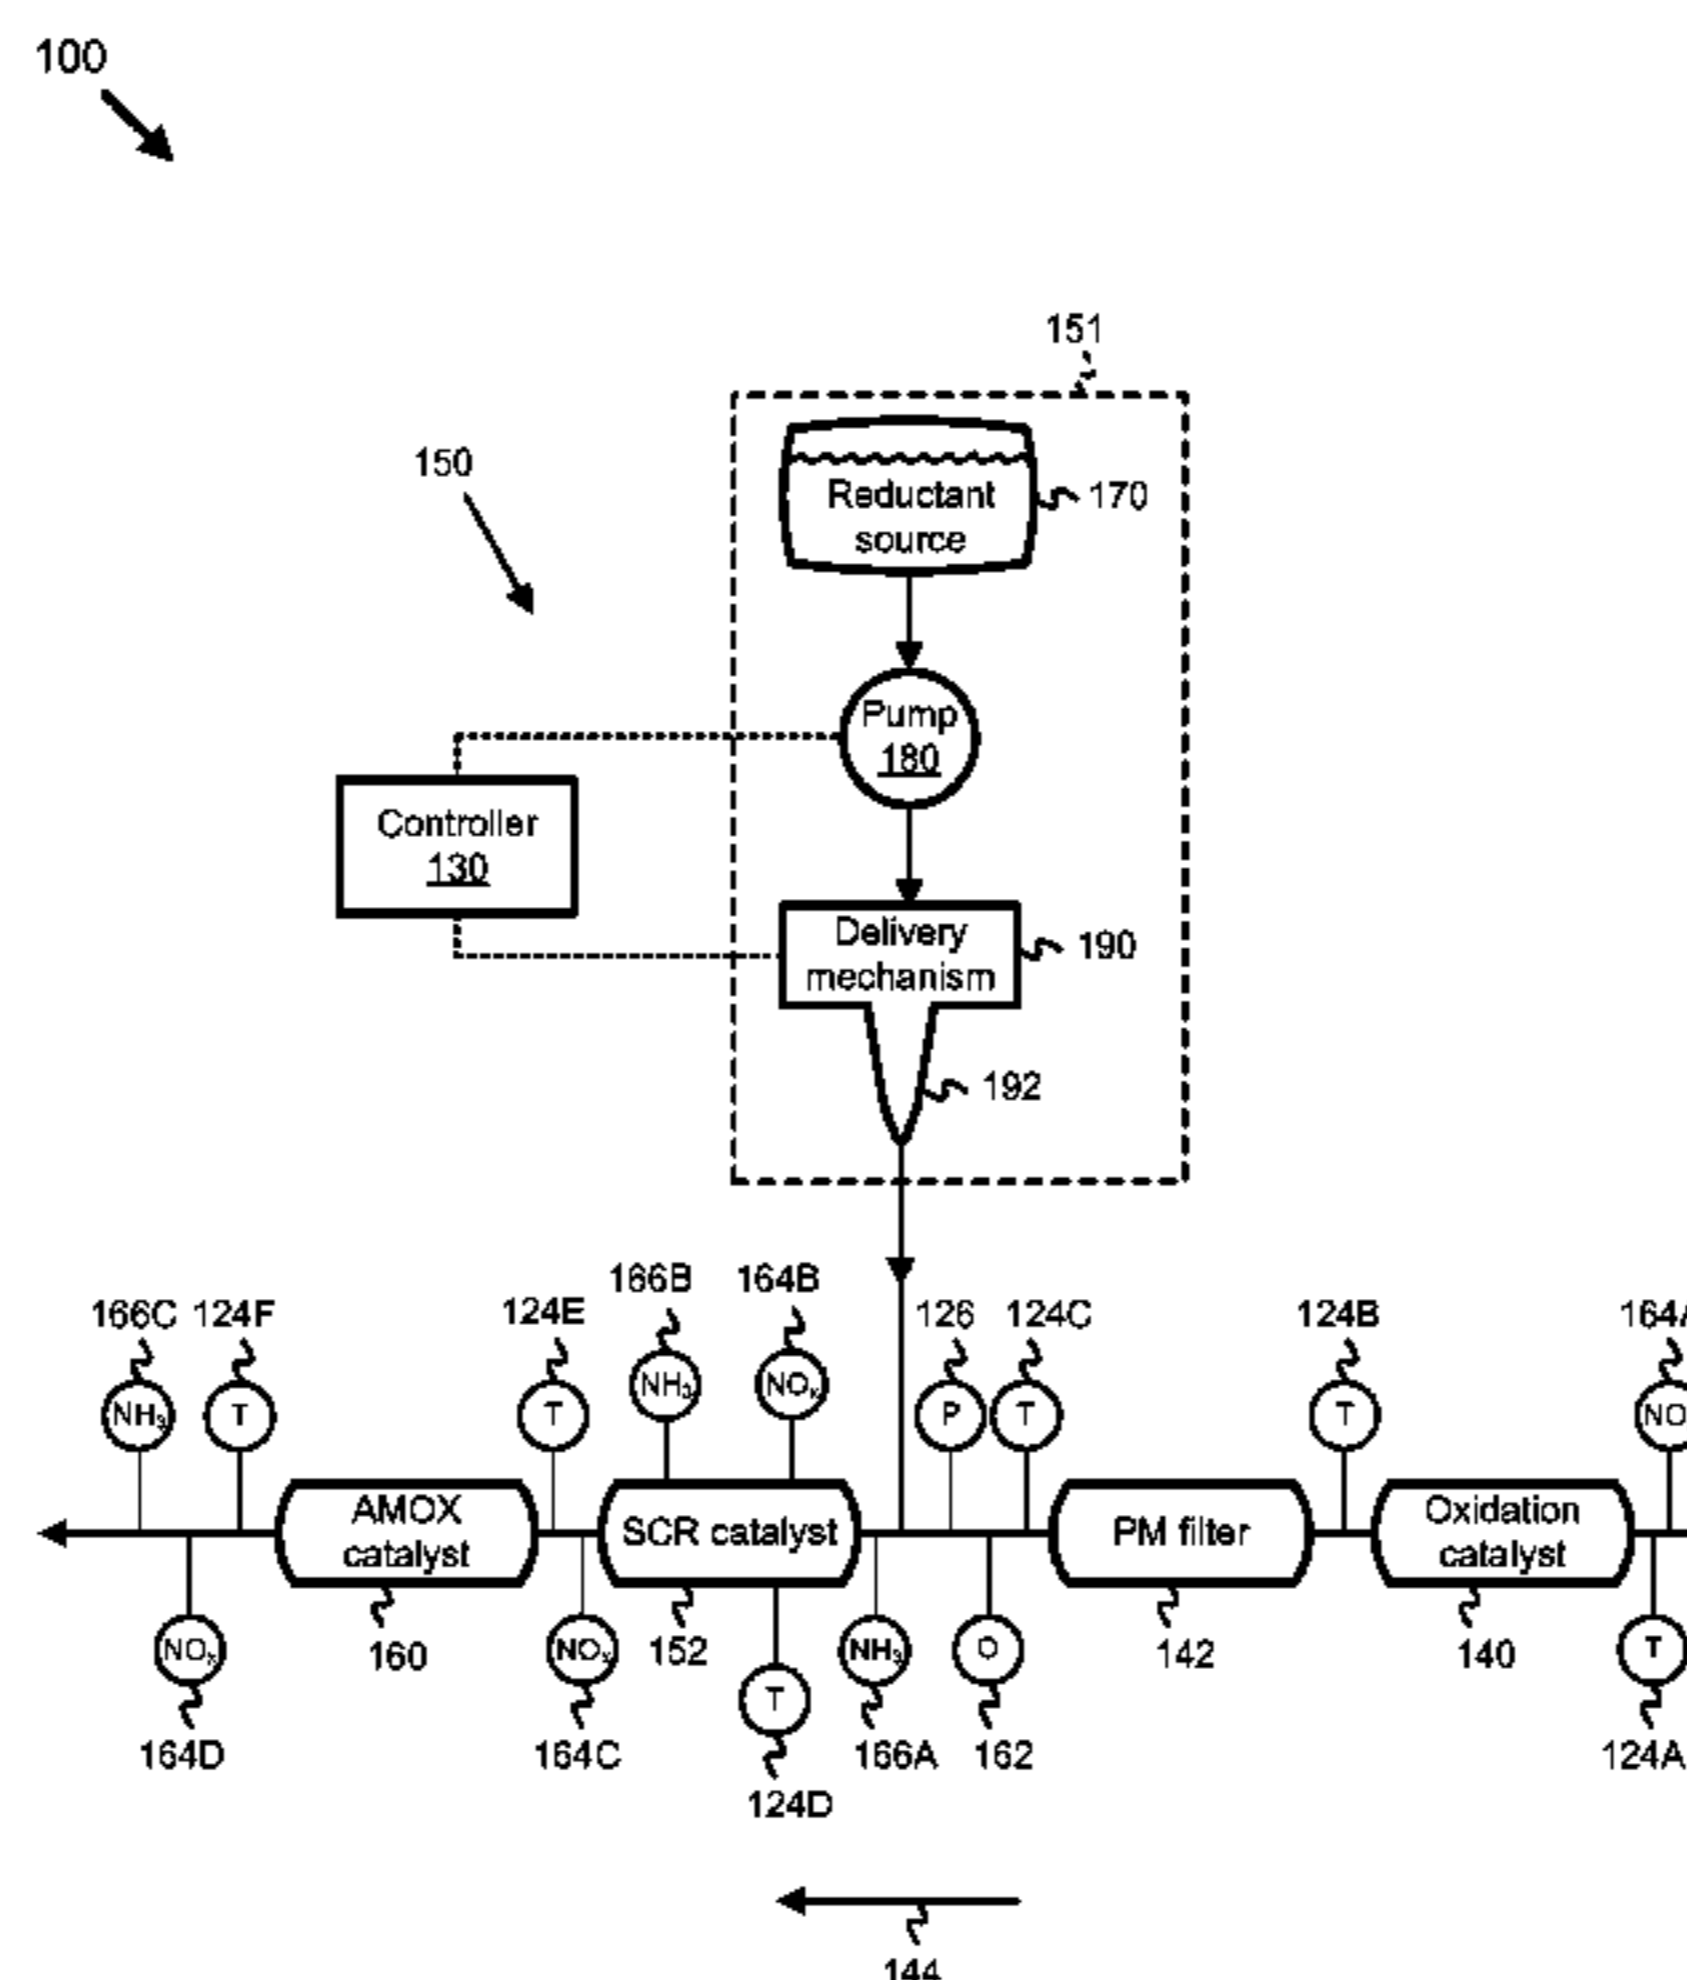 100
151
150
Reductant
source
170
Pump
180
Controller
130
Delivery
mechanism
190
192
166B 164B
166C 124F 124E 126 124C 124B 164A
NH₃ NOₓ
NH₃ T T P T T NO
AMOX
catalyst
SCR catalyst
PM filter
Oxidation
catalyst
160 152 142 140
NOₓ NOₓ NH₃ O T
T
164D 164C 166A 162 124A
124D
144